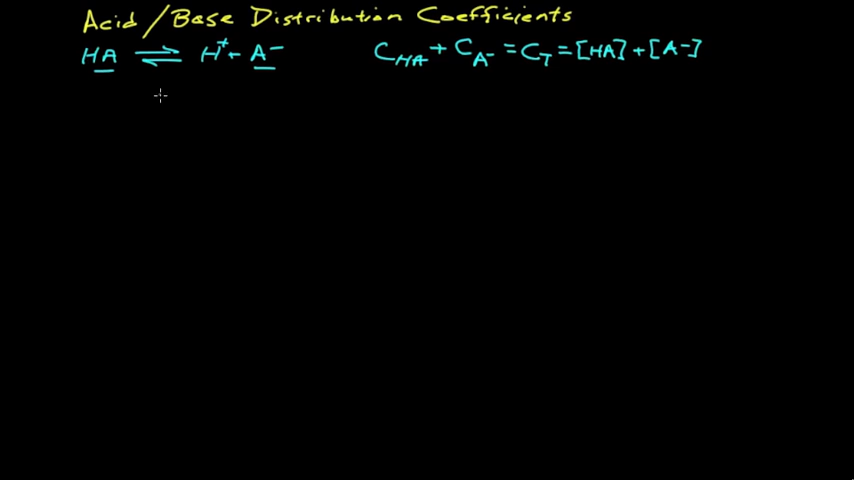 Acid / Base Distribution Coefficients
HA ⇌ H⁺ + A⁻ C_HA + C_A⁻ = C_T = [HA] + [A⁻]